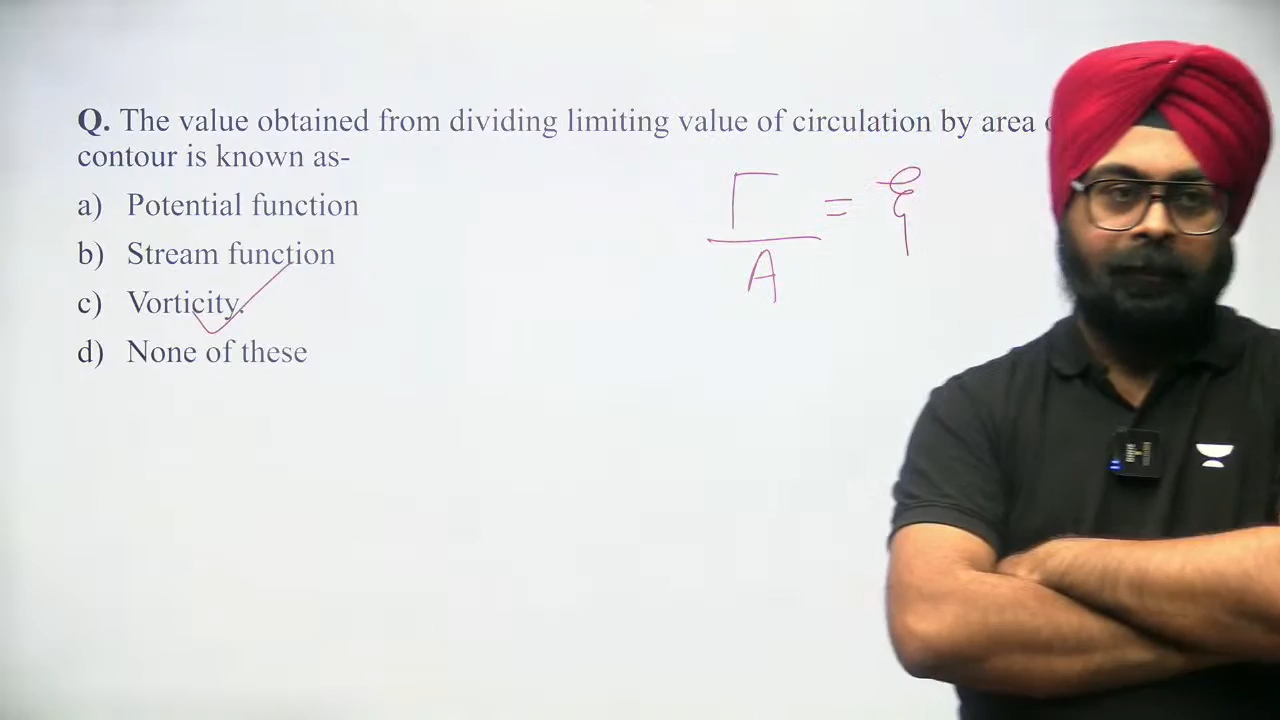 Q. The value obtained from dividing limiting value of circulation by area
contour is known as-
a) Potential function
b) Stream function
c) Vorticity.
d) None of these
Γ
= ξ
A